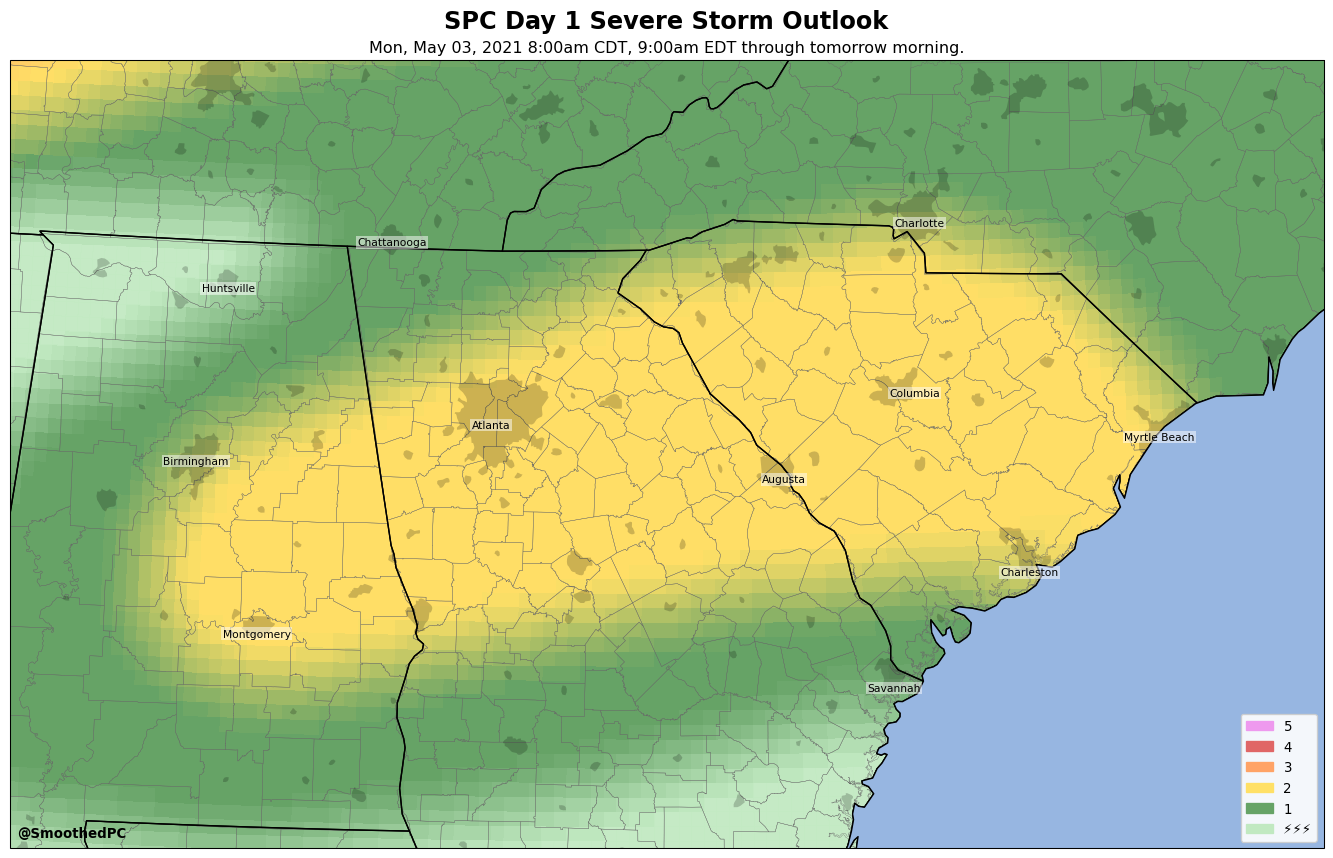 SPC Day 1 Severe Storm Outlook
Mon, May 03, 2021 8:00am CDT, 9:00am EDT through tomorrow morning.
Charlotte
Chattanooga
Huntsville
Columbia
Atlanta
Myrtle Beach
Birmingham
Augusta
Charleston
Montgomery
Savannah
5
4
3
2
1
⚡⚡⚡
@SmoothedPC